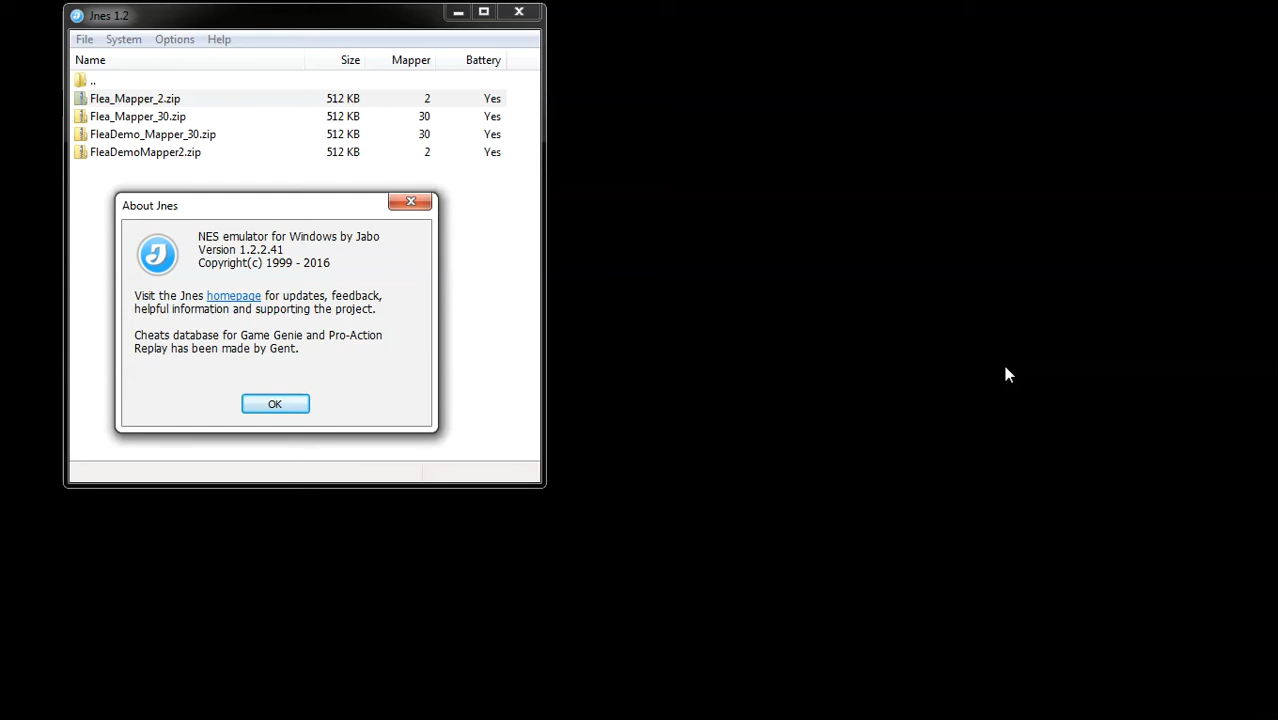 Jnes 1.2
File System Options Help
Name Size Mapper Battery
..
Flea_Mapper_2.zip 512 KB 2 Yes
Flea_Mapper_30.zip 512 KB 30 Yes
FleaDemo_Mapper_30.zip 512 KB 30 Yes
FleaDemoMapper2.zip 512 KB 2 Yes
About Jnes
NES emulator for Windows by Jabo
Version 1.2.2.41
Copyright(c) 1999 - 2016
Visit the Jnes homepage for updates, feedback,
helpful information and supporting the project.
Cheats database for Game Genie and Pro-Action
Replay has been made by Gent.
OK